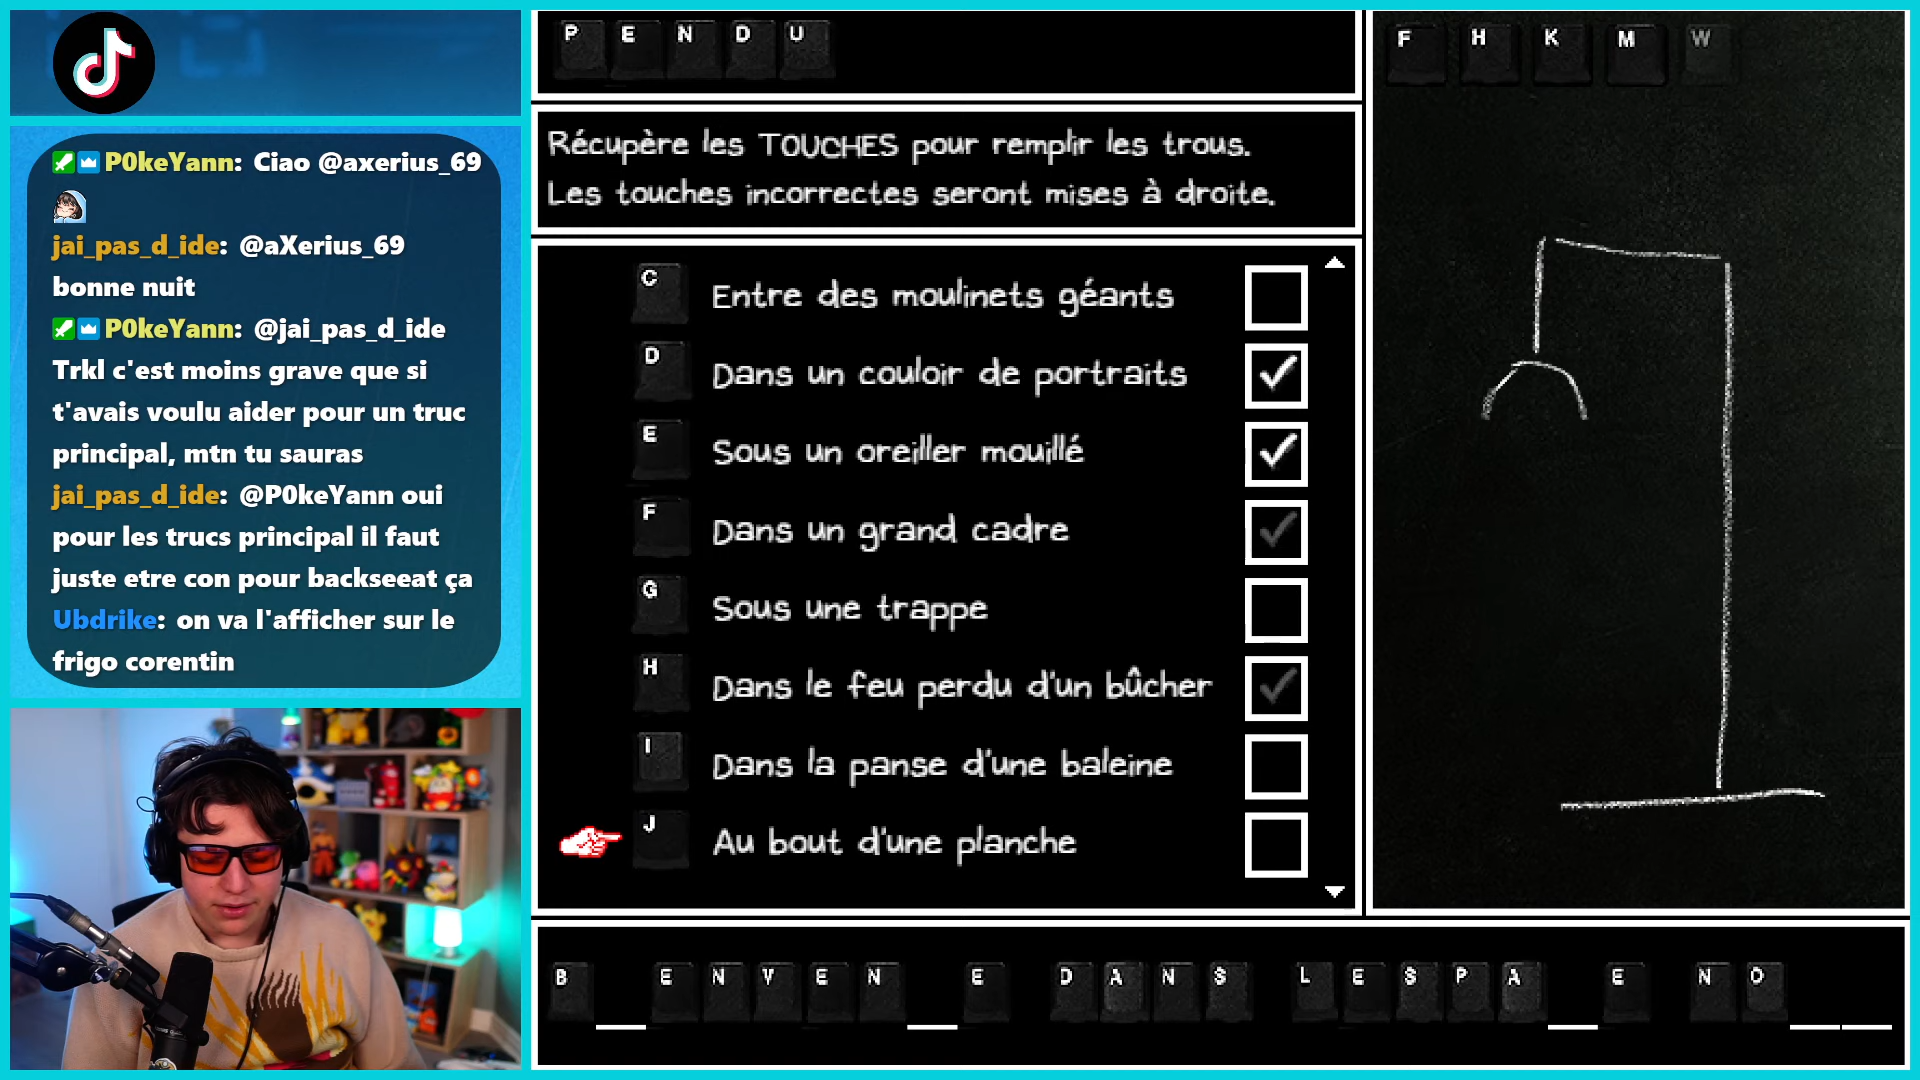 P0keYann: Ciao @axerius_69
jai_pas_d_ide: @aXerius_69
bonne nuit
P0keYann: @jai_pas_d_ide
Trkl c'est moins grave que si
t'avais voulu aider pour un truc
principal, mtn tu sauras
jai_pas_d_ide: @P0keYann oui
pour les trucs principal il faut
juste etre con pour backseeat ça
Ubdrike: on va l'afficher sur le
frigo corentin
P E N D U
Récupère les TOUCHES pour remplir les trous.
Les touches incorrectes seront mises à droite.
C Entre des moulinets géants
D Dans un couloir de portraits
E Sous un oreiller mouillé
F Dans un grand cadre
G Sous une trappe
H Dans le feu perdu d'un bûcher
I Dans la panse d'une baleine
J Au bout d'une planche
F H K M W
B _ E N V E N _ E D A N S L E S P A _ E N O _ _